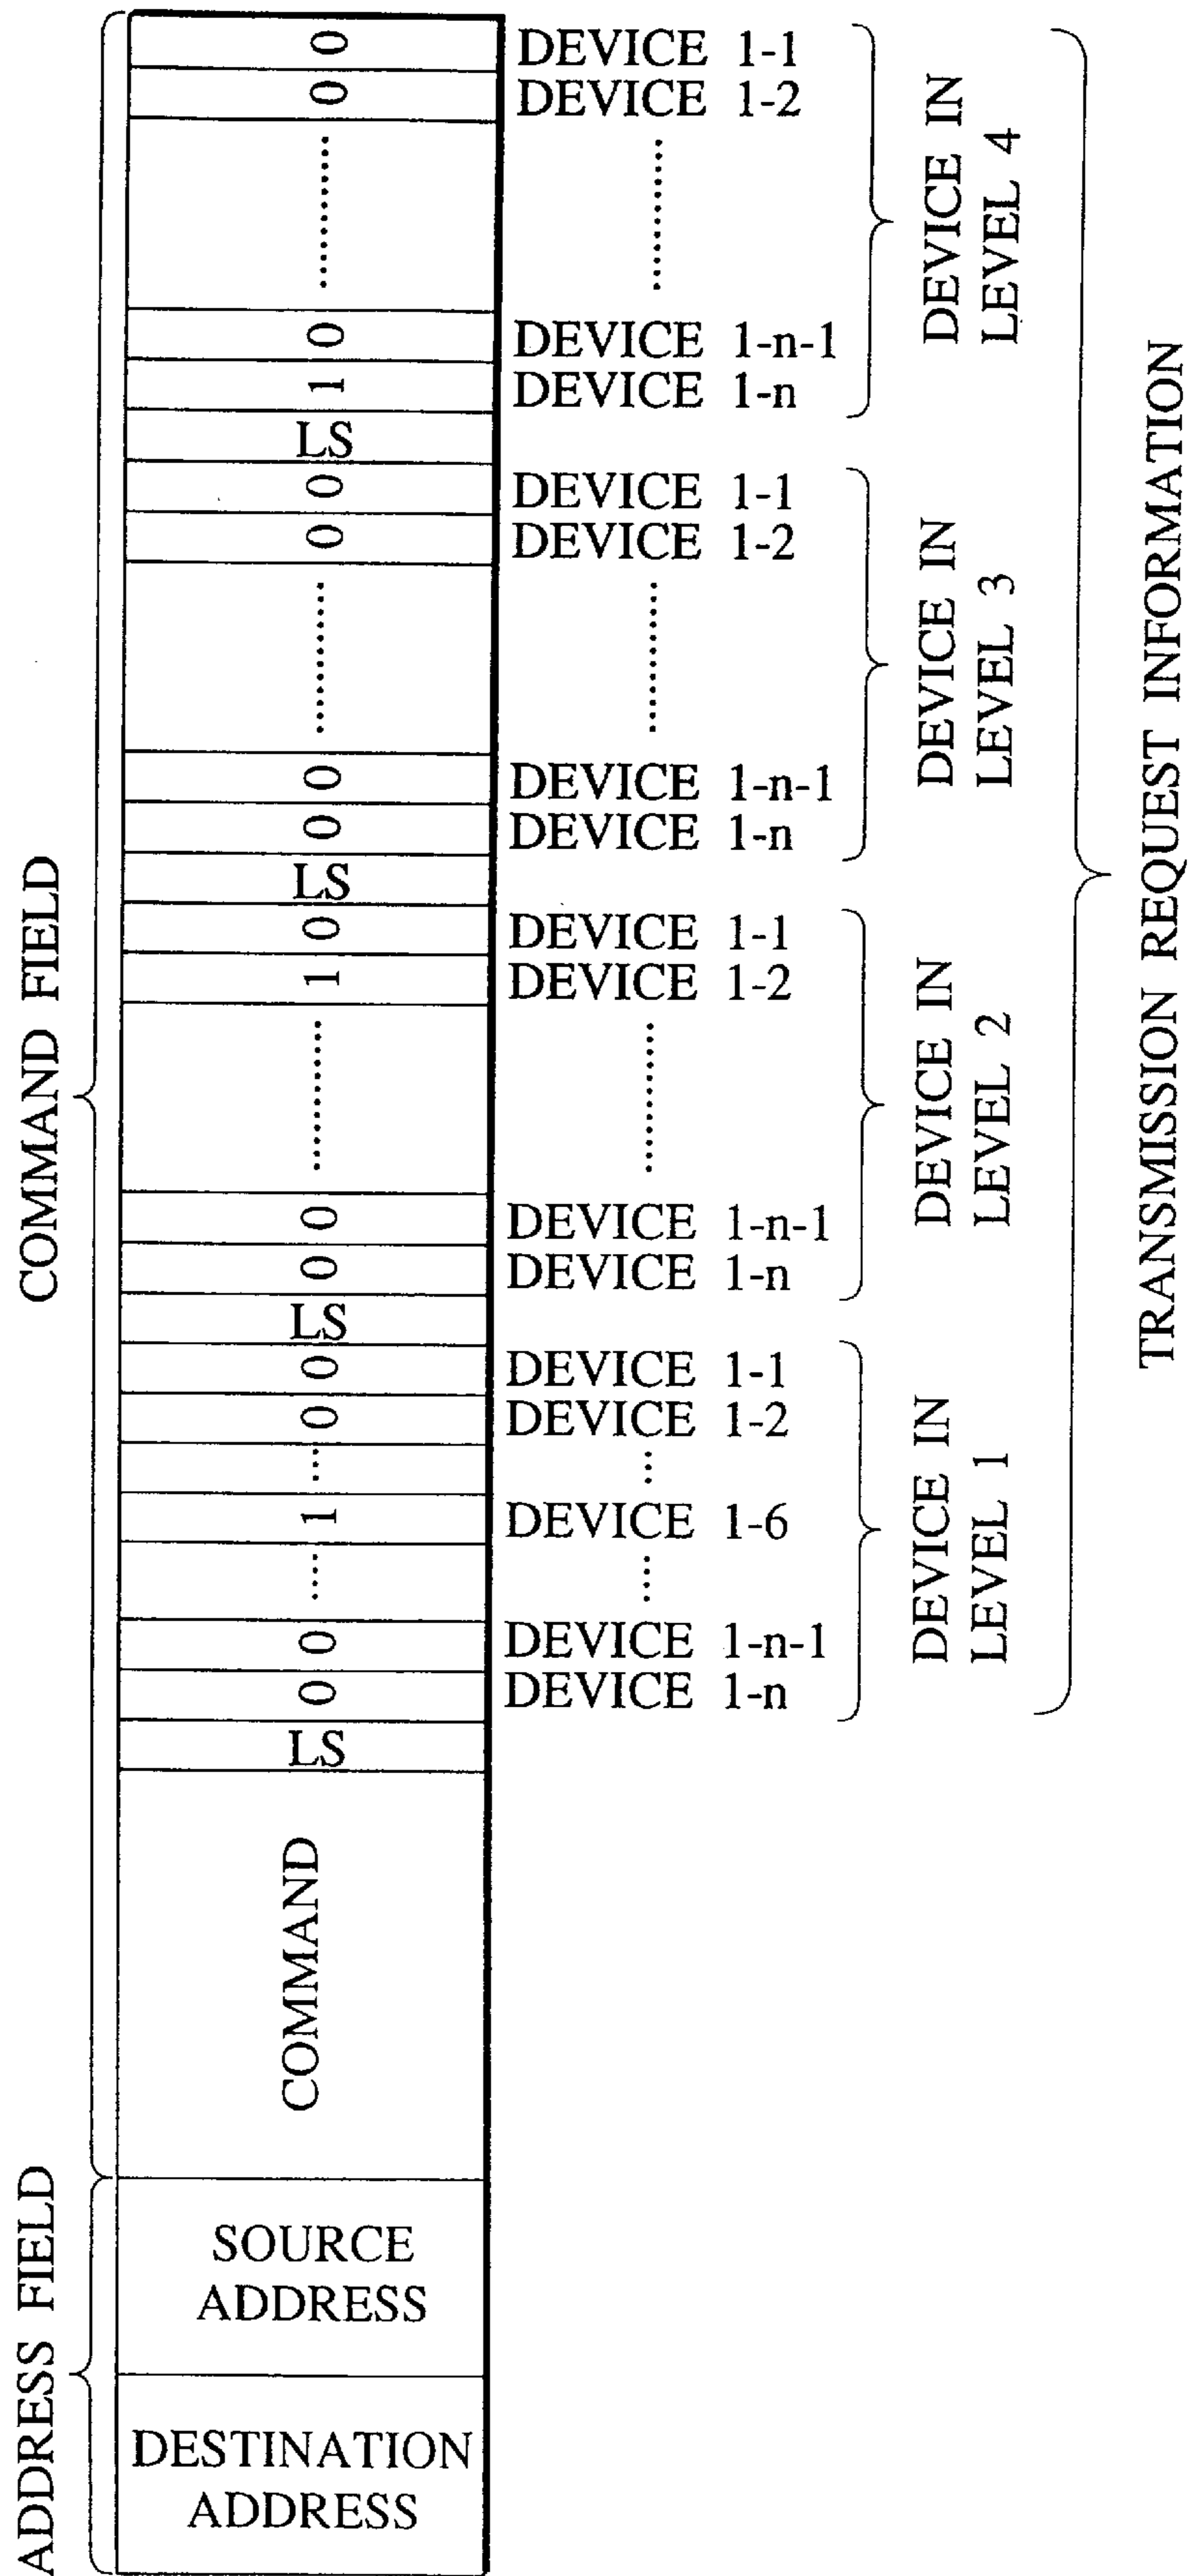 COMMAND FIELD
ADDRESS FIELD
0 DEVICE 1-1
0 DEVICE 1-2
0 DEVICE 1-n-1
1 DEVICE 1-n
LS
DEVICE IN
LEVEL 4
0 DEVICE 1-1
0 DEVICE 1-2
0 DEVICE 1-n-1
0 DEVICE 1-n
LS
DEVICE IN
LEVEL 3
0 DEVICE 1-1
1 DEVICE 1-2
0 DEVICE 1-n-1
0 DEVICE 1-n
LS
DEVICE IN
LEVEL 2
0 DEVICE 1-1
0 DEVICE 1-2
1 DEVICE 1-6
0 DEVICE 1-n-1
0 DEVICE 1-n
LS
DEVICE IN
LEVEL 1
TRANSMISSION REQUEST INFORMATION
COMMAND
SOURCE
ADDRESS
DESTINATION
ADDRESS